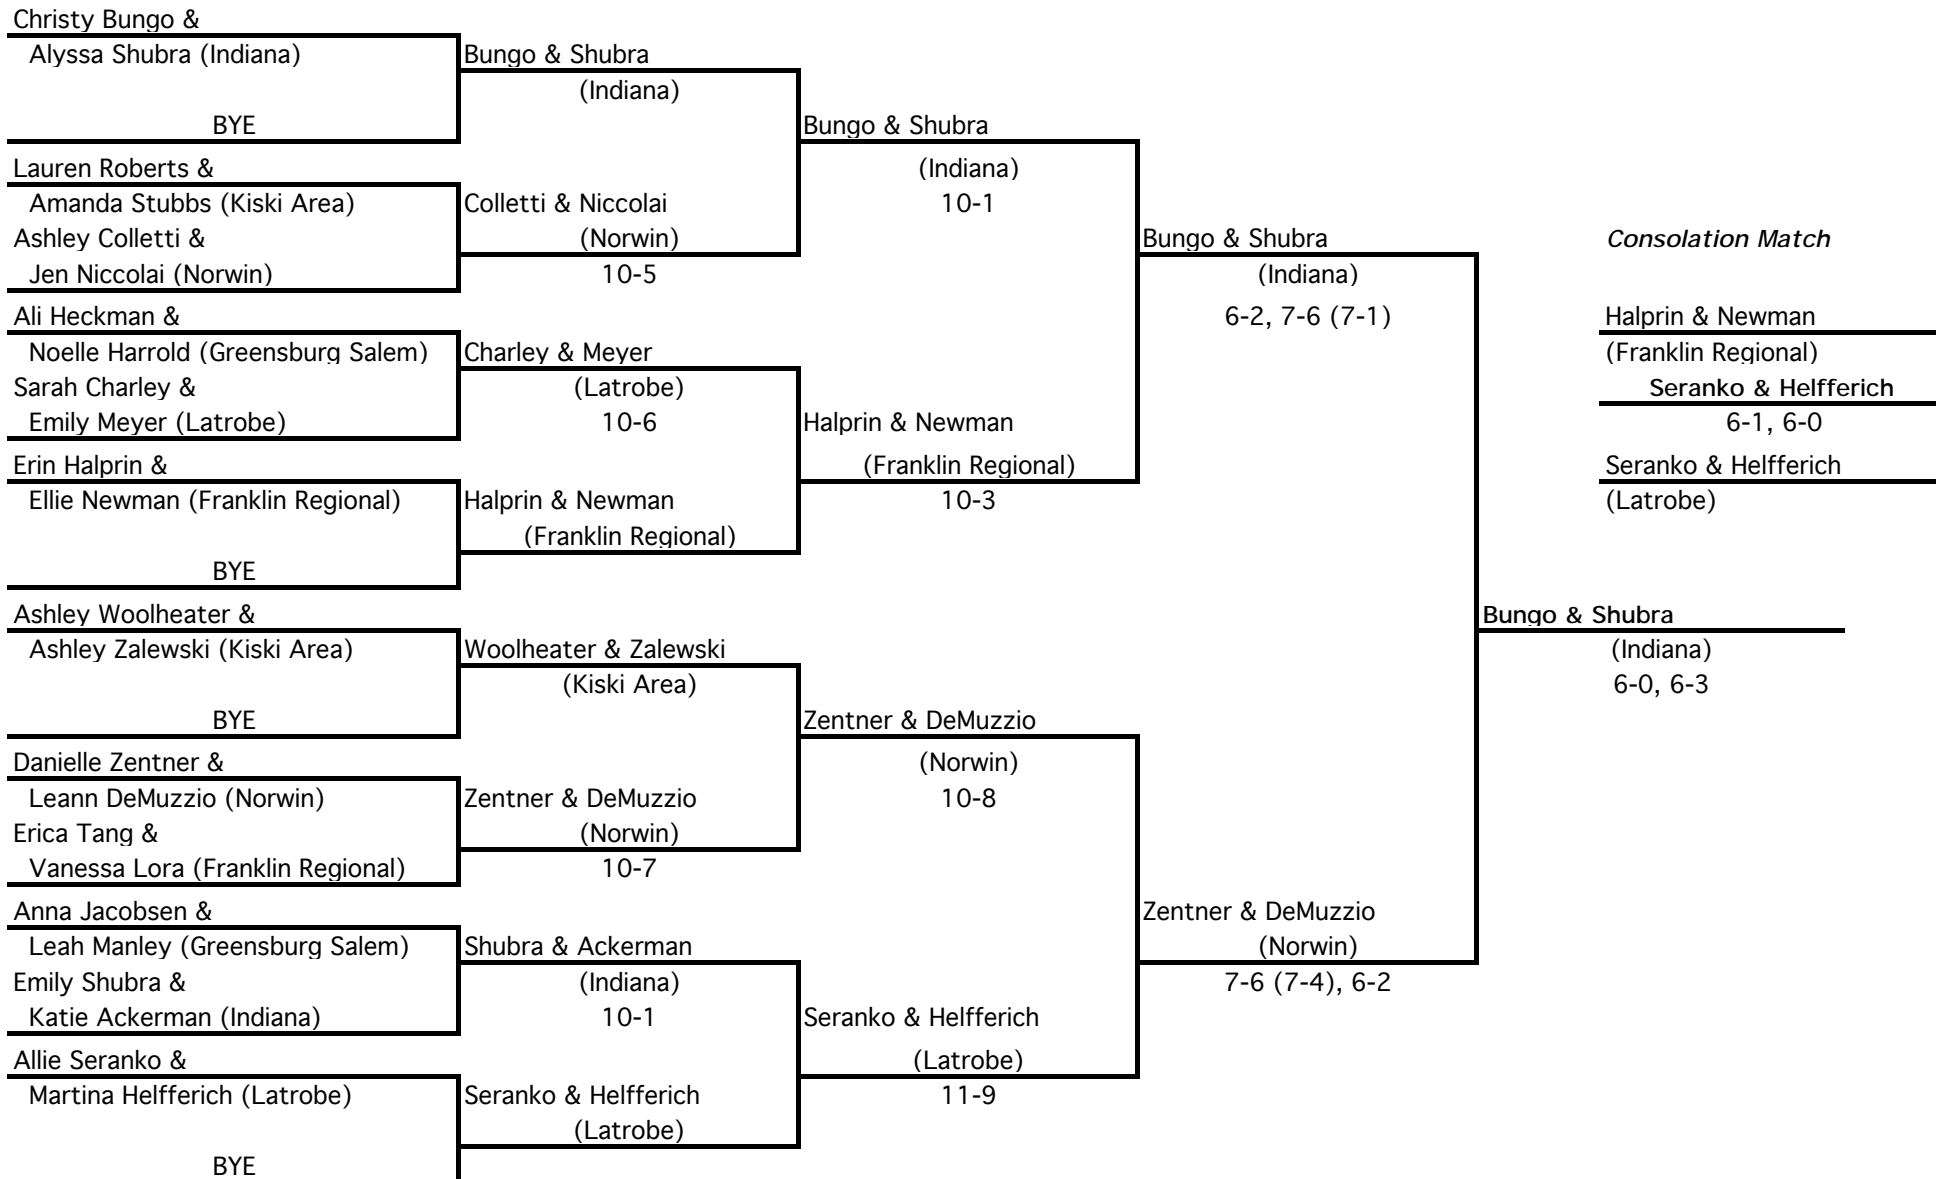 Christy Bungo &
Alyssa Shubra (Indiana)
BYE
Lauren Roberts &
Amanda Stubbs (Kiski Area)
Ashley Colletti &
Jen Niccolai (Norwin)
Ali Heckman &
Noelle Harrold (Greensburg Salem)
Sarah Charley &
Emily Meyer (Latrobe)
Erin Halprin &
Ellie Newman (Franklin Regional)
BYE
Ashley Woolheater &
Ashley Zalewski (Kiski Area)
BYE
Danielle Zentner &
Leann DeMuzzio (Norwin)
Erica Tang &
Vanessa Lora (Franklin Regional)
Anna Jacobsen &
Leah Manley (Greensburg Salem)
Emily Shubra &
Katie Ackerman (Indiana)
Allie Seranko &
Martina Helfferich (Latrobe)
BYE
Bungo & Shubra
(Indiana)
Colletti & Niccolai
(Norwin)
10-5
Charley & Meyer
(Latrobe)
10-6
Halprin & Newman
(Franklin Regional)
Woolheater & Zalewski
(Kiski Area)
Zentner & DeMuzzio
(Norwin)
10-7
Shubra & Ackerman
(Indiana)
10-1
Seranko & Helfferich
(Latrobe)
Bungo & Shubra
(Indiana)
10-1
Halprin & Newman
(Franklin Regional)
10-3
Zentner & DeMuzzio
(Norwin)
10-8
Seranko & Helfferich
(Latrobe)
11-9
Bungo & Shubra
(Indiana)
6-2, 7-6 (7-1)
Zentner & DeMuzzio
(Norwin)
7-6 (7-4), 6-2
Bungo & Shubra
(Indiana)
6-0, 6-3
Consolation Match
Halprin & Newman
(Franklin Regional)
Seranko & Helfferich
6-1, 6-0
Seranko & Helfferich
(Latrobe)